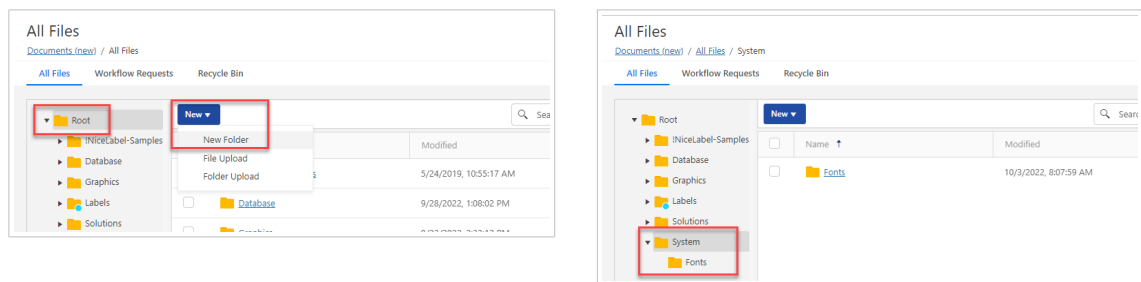 All Files
Documents (new) / All Files
All Files Workflow Requests Recycle Bin
Root
New
Sea
!NiceLabel-Samples
New Folder
Modified
Database
File Upload
Graphics
Folder Upload
s
5/24/2019, 10:55:17 AM
Labels
Database
9/28/2022, 1:08:02 PM
Solutions
All Files
Documents (new) / All Files / System
All Files Workflow Requests Recycle Bin
Root
New
Searc
!NiceLabel-Samples
Name
Modified
Database
Fonts
10/3/2022, 8:07:59 AM
Graphics
Labels
Solutions
System
Fonts